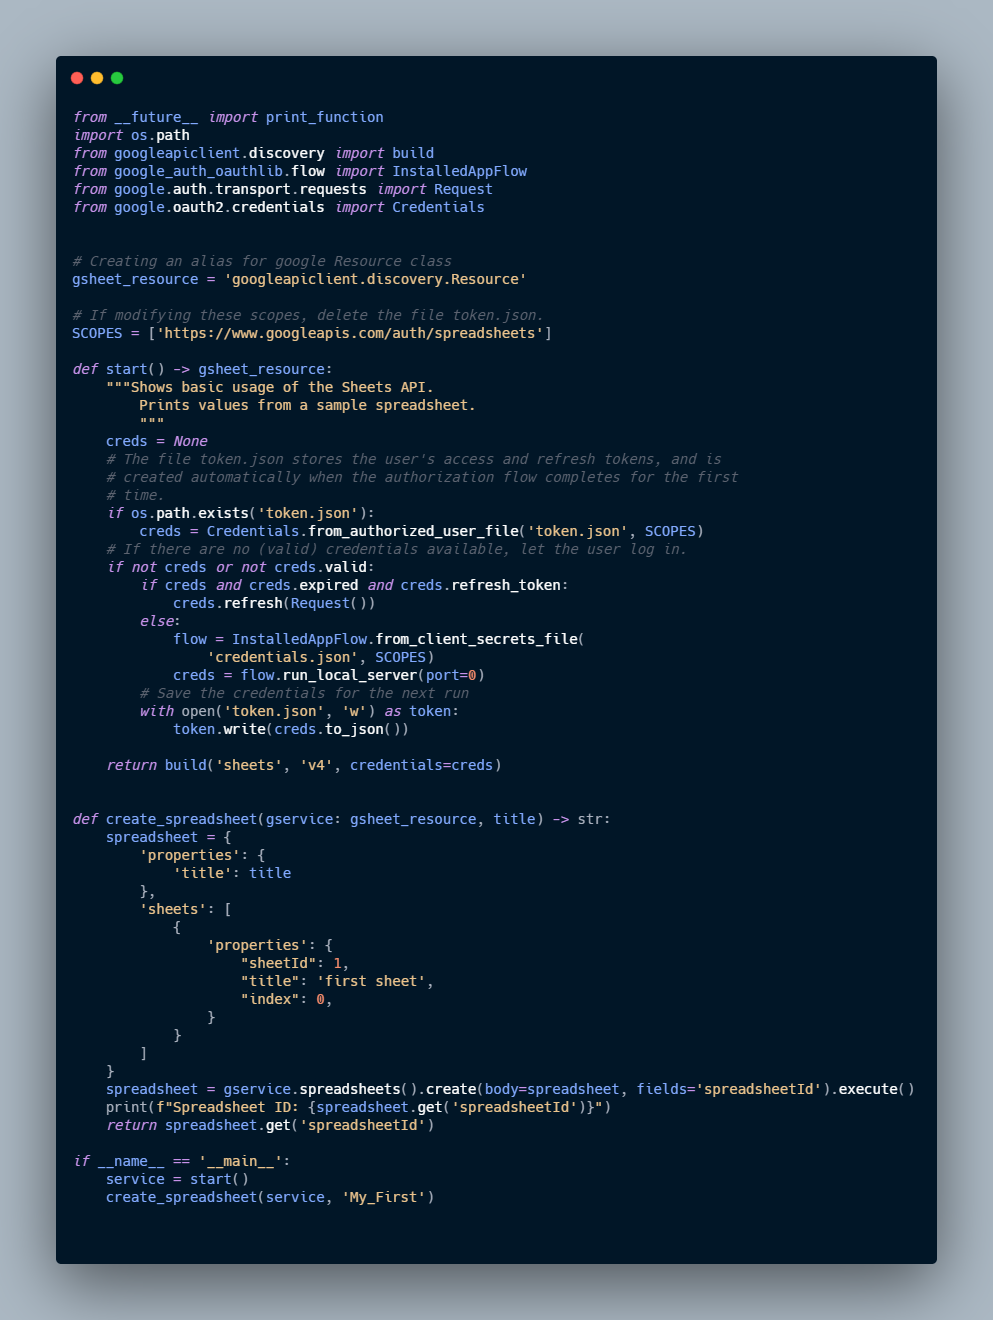 from __future__ import print_function
import os.path
from googleapiclient.discovery import build
from google_auth_oauthlib.flow import InstalledAppFlow
from google.auth.transport.requests import Request
from google.oauth2.credentials import Credentials


# Creating an alias for google Resource class
gsheet_resource = 'googleapiclient.discovery.Resource'

# If modifying these scopes, delete the file token.json.
SCOPES = ['https://www.googleapis.com/auth/spreadsheets']

def start() -> gsheet_resource:
    """Shows basic usage of the Sheets API.
        Prints values from a sample spreadsheet.
        """
    creds = None
    # The file token.json stores the user's access and refresh tokens, and is
    # created automatically when the authorization flow completes for the first
    # time.
    if os.path.exists('token.json'):
        creds = Credentials.from_authorized_user_file('token.json', SCOPES)
    # If there are no (valid) credentials available, let the user log in.
    if not creds or not creds.valid:
        if creds and creds.expired and creds.refresh_token:
            creds.refresh(Request())
        else:
            flow = InstalledAppFlow.from_client_secrets_file(
                'credentials.json', SCOPES)
            creds = flow.run_local_server(port=0)
        # Save the credentials for the next run
        with open('token.json', 'w') as token:
            token.write(creds.to_json())

    return build('sheets', 'v4', credentials=creds)


def create_spreadsheet(gservice: gsheet_resource, title) -> str:
    spreadsheet = {
        'properties': {
            'title': title
        },
        'sheets': [
            {
                'properties': {
                    "sheetId": 1,
                    "title": 'first sheet',
                    "index": 0,
                }
            }
        ]
    }
    spreadsheet = gservice.spreadsheets().create(body=spreadsheet, fields='spreadsheetId').execute()
    print(f"Spreadsheet ID: {spreadsheet.get('spreadsheetId')}")
    return spreadsheet.get('spreadsheetId')

if __name__ == '__main__':
    service = start()
    create_spreadsheet(service, 'My_First')